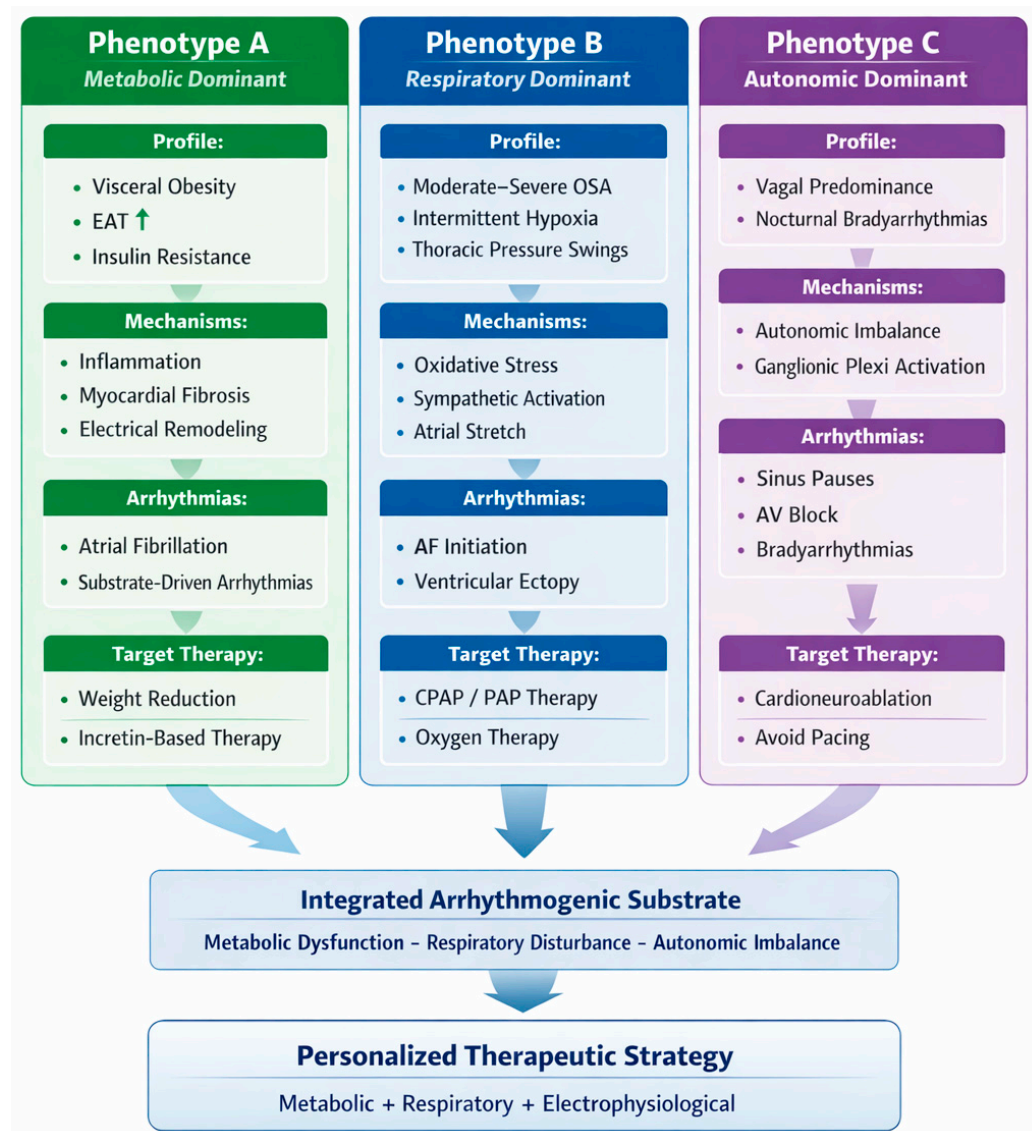 Phenotype A
Metabolic Dominant
Profile:
• Visceral Obesity
• EAT ↑
• Insulin Resistance
Mechanisms:
• Inflammation
• Myocardial Fibrosis
• Electrical Remodeling
Arrhythmias:
• Atrial Fibrillation
• Substrate-Driven Arrhythmias
Target Therapy:
• Weight Reduction
• Incretin-Based Therapy
Phenotype B
Respiratory Dominant
Profile:
• Moderate–Severe OSA
• Intermittent Hypoxia
• Thoracic Pressure Swings
Mechanisms:
• Oxidative Stress
• Sympathetic Activation
• Atrial Stretch
Arrhythmias:
• AF Initiation
• Ventricular Ectopy
Target Therapy:
• CPAP / PAP Therapy
• Oxygen Therapy
Phenotype C
Autonomic Dominant
Profile:
• Vagal Predominance
• Nocturnal Bradyarrhythmias
Mechanisms:
• Autonomic Imbalance
• Ganglionic Plexi Activation
Arrhythmias:
• Sinus Pauses
• AV Block
• Bradyarrhythmias
Target Therapy:
• Cardioneuroablation
• Avoid Pacing
Integrated Arrhythmogenic Substrate
Metabolic Dysfunction – Respiratory Disturbance – Autonomic Imbalance
Personalized Therapeutic Strategy
Metabolic + Respiratory + Electrophysiological